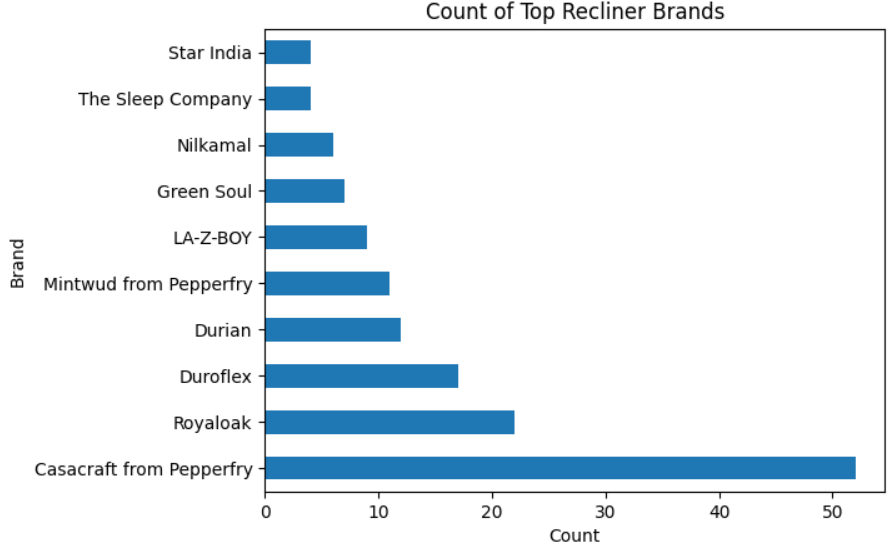 Count of Top Recliner Brands
Star India
The Sleep Company
Nilkamal
Green Soul
LA-Z-BOY
Mintwud from Pepperfry
Durian
Duroflex
Royaloak
Casacraft from Pepperfry
Brand
0 10 20 30 40 50
Count